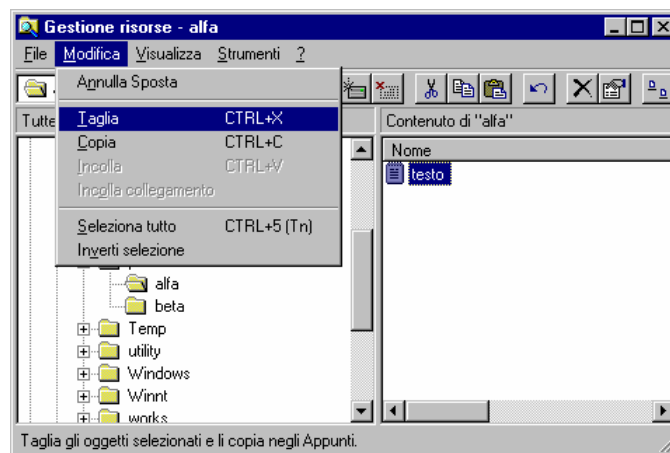 Gestione risorse - alfa
File Modifica Visualizza Strumenti ?
Annulla Sposta
Taglia CTRL+X
Copia CTRL+C
Incolla CTRL+V
Incolla collegamento
Seleziona tutto CTRL+5 (Tn)
Inverti selezione
Tutte
Contenuto di "alfa"
Nome
testo
alfa
beta
Temp
utility
Windows
Winnt
works
Taglia gli oggetti selezionati e li copia negli Appunti.